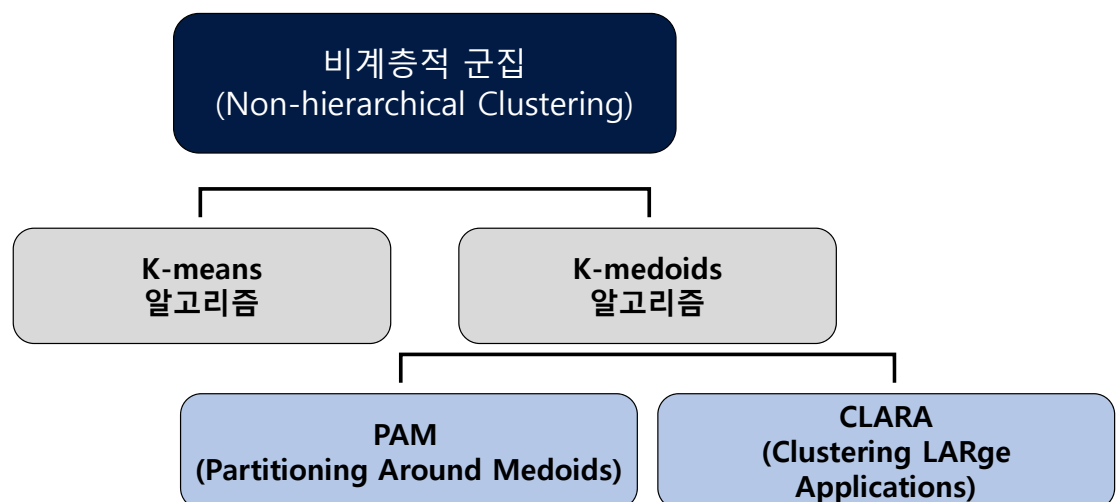 비계층적 군집
(Non-hierarchical Clustering)
K-means
알고리즘
K-medoids
알고리즘
PAM
(Partitioning Around Medoids)
CLARA
(Clustering LARge
Applications)